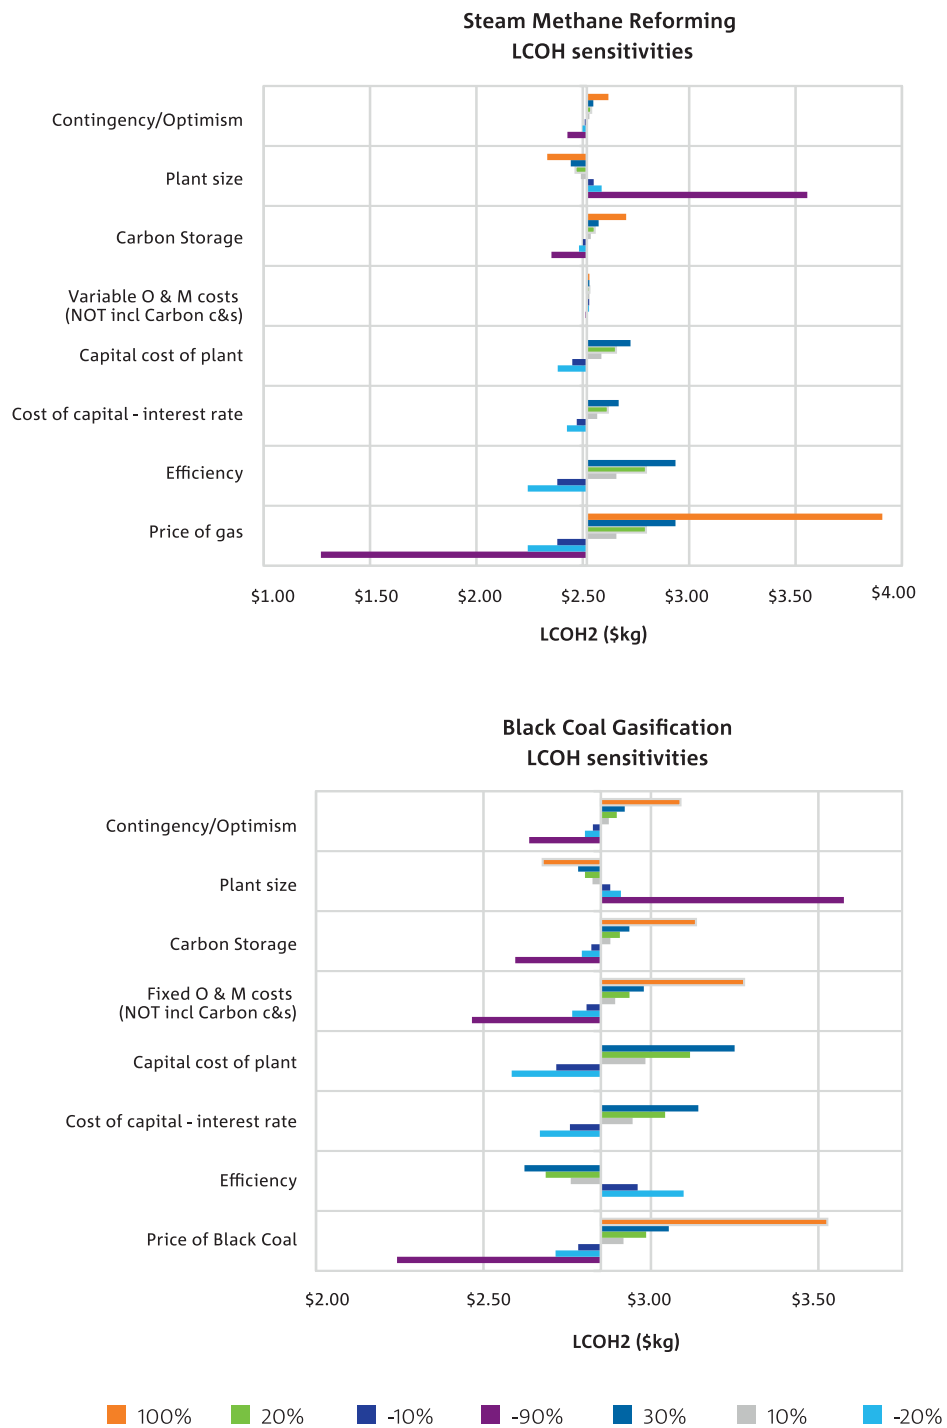 Steam Methane Reforming
LCOH sensitivities
Contingency/Optimism
Plant size
Carbon Storage
Variable O & M costs
(NOT incl Carbon c&s)
Capital cost of plant
Cost of capital - interest rate
Efficiency
Price of gas
$1.00 $1.50 $2.00 $2.50 $3.00 $3.50 $4.00
LCOH2 ($kg)
Black Coal Gasification
LCOH sensitivities
Contingency/Optimism
Plant size
Carbon Storage
Fixed O & M costs
(NOT incl Carbon c&s)
Capital cost of plant
Cost of capital - interest rate
Efficiency
Price of Black Coal
$2.00 $2.50 $3.00 $3.50
LCOH2 ($kg)
100% 20% -10% -90% 30% 10% -20%